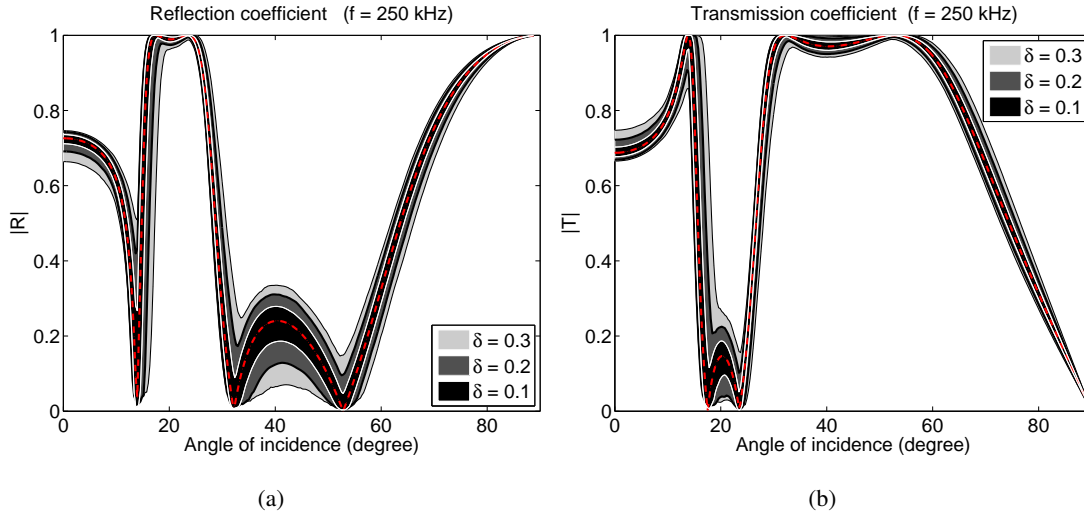 Reflection coefficient (f = 250 kHz)
1
0.8
0.6
0.4
0.2
0
|R|
δ = 0.3
δ = 0.2
δ = 0.1
0 20 40 60 80
Angle of incidence (degree)
(a)
Transmission coefficient (f = 250 kHz)
1
0.8
0.6
0.4
0.2
0
|T|
δ = 0.3
δ = 0.2
δ = 0.1
0 20 40 60 80
Angle of incidence (degree)
(b)